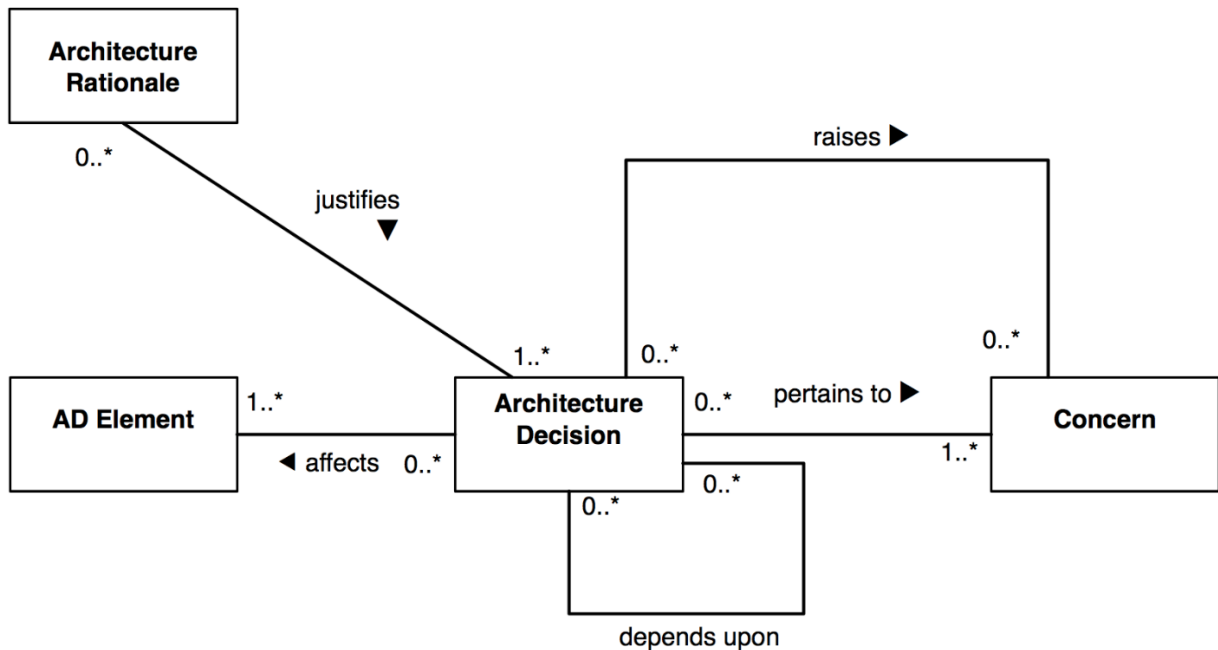 Architecture
Rationale
0..*
raises ►
justifies
▼
1..*
0..*
0..*
AD Element
1..*
Architecture
Decision
0..*
pertains to ►
Concern
◄ affects
0..*
1..*
0..*
0..*
depends upon